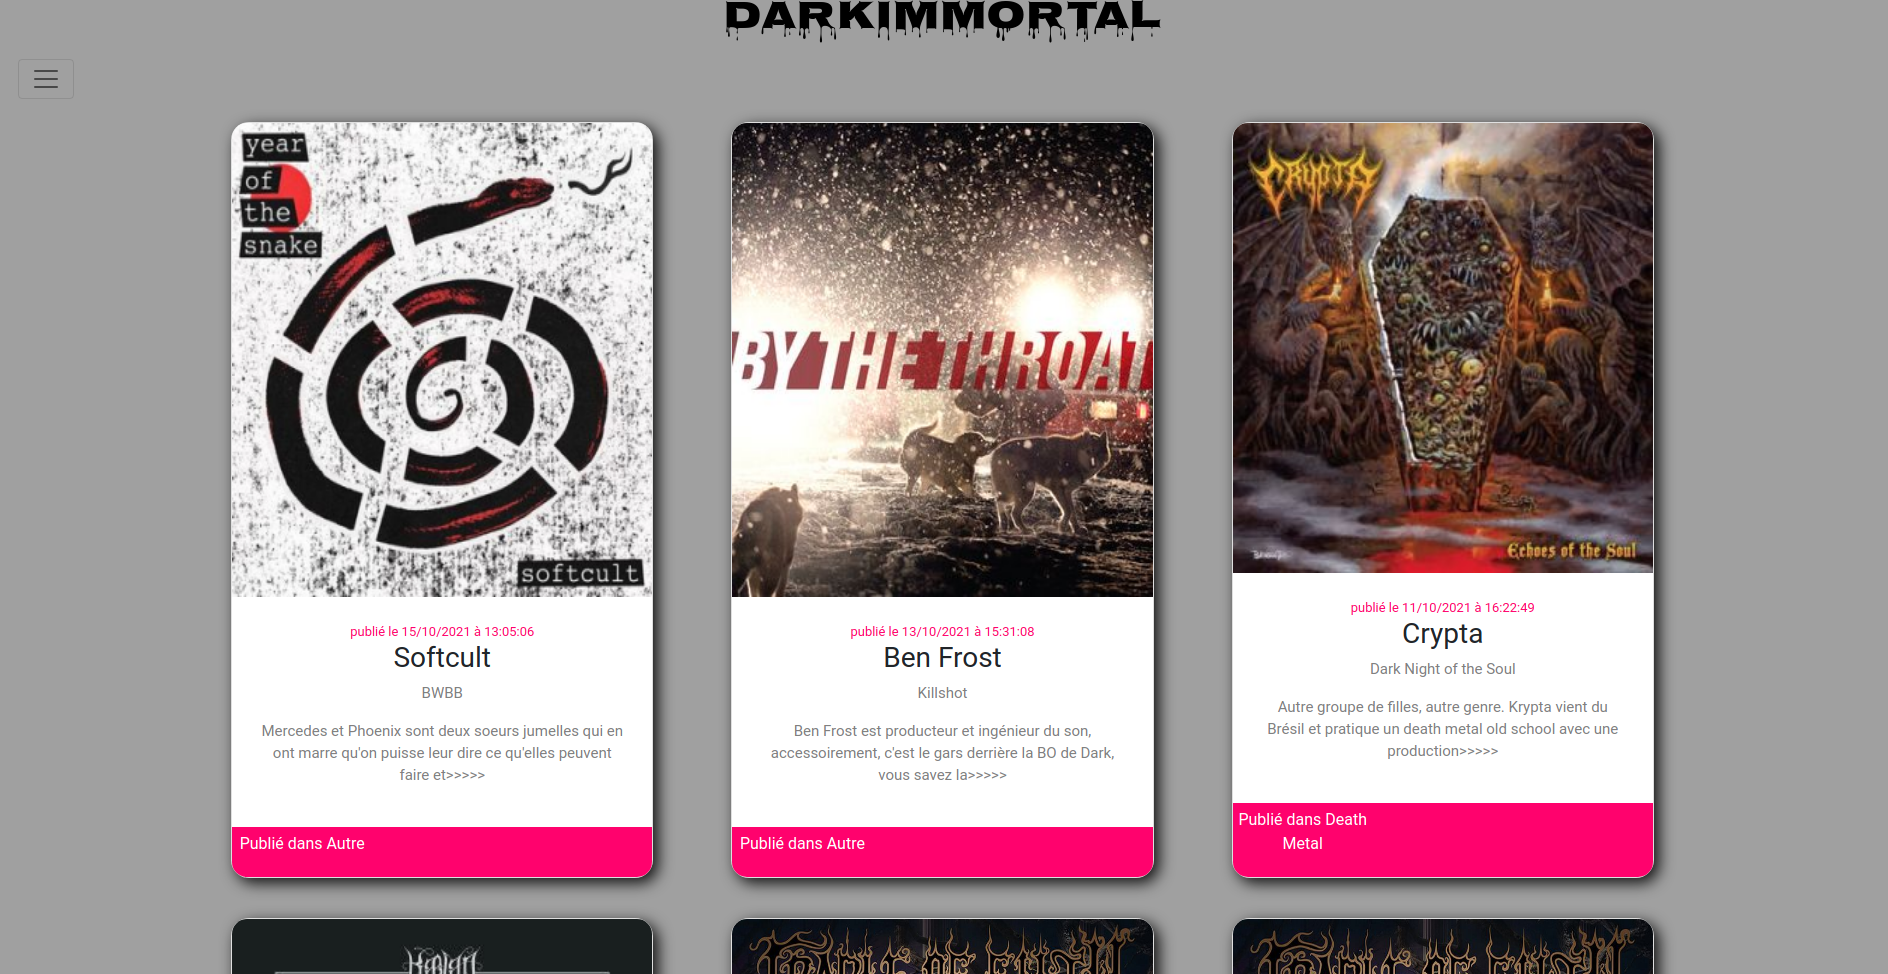 DARKIMMORTAL
year
of
the
snake
softcult
publié le 15/10/2021 à 13:05:06
Softcult
BWBB
Mercedes et Phoenix sont deux soeurs jumelles qui en
ont marre qu'on puisse leur dire ce qu'elles peuvent
faire et>>>>>
Publié dans Autre
BY THE THROAT
publié le 13/10/2021 à 15:31:08
Ben Frost
Killshot
Ben Frost est producteur et ingénieur du son,
accessoirement, c'est le gars derrière la BO de Dark,
vous savez la>>>>>
Publié dans Autre
CRYPTA
Echoes of the Soul
publié le 11/10/2021 à 16:22:49
Crypta
Dark Night of the Soul
Autre groupe de filles, autre genre. Krypta vient du
Brésil et pratique un death metal old school avec une
production>>>>>
Publié dans Death
Metal